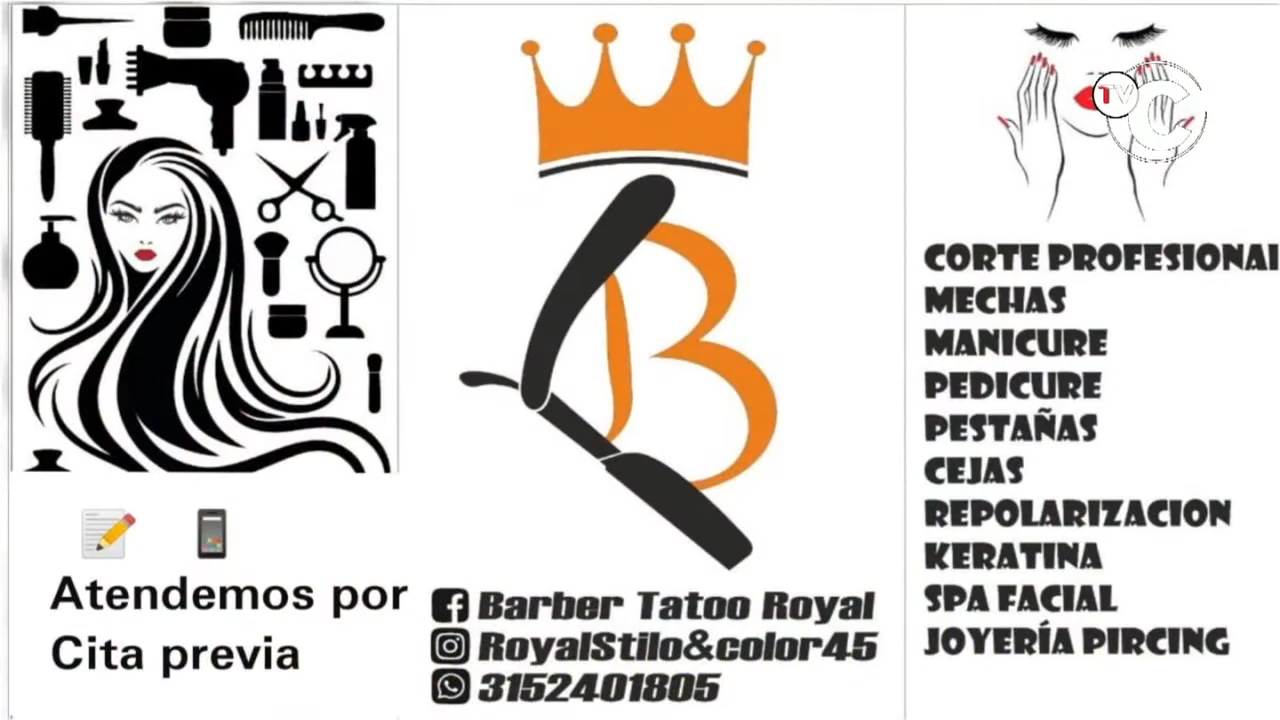 Atendemos por
Cita previa
B
Barber Tatoo Royal
RoyalStilo&color45
3152401805
TV
C
CORTE PROFESIONAL
MECHAS
MANICURE
PEDICURE
PESTAÑAS
CEJAS
REPOLARIZACION
KERATINA
SPA FACIAL
JOYERÍA PIRCING